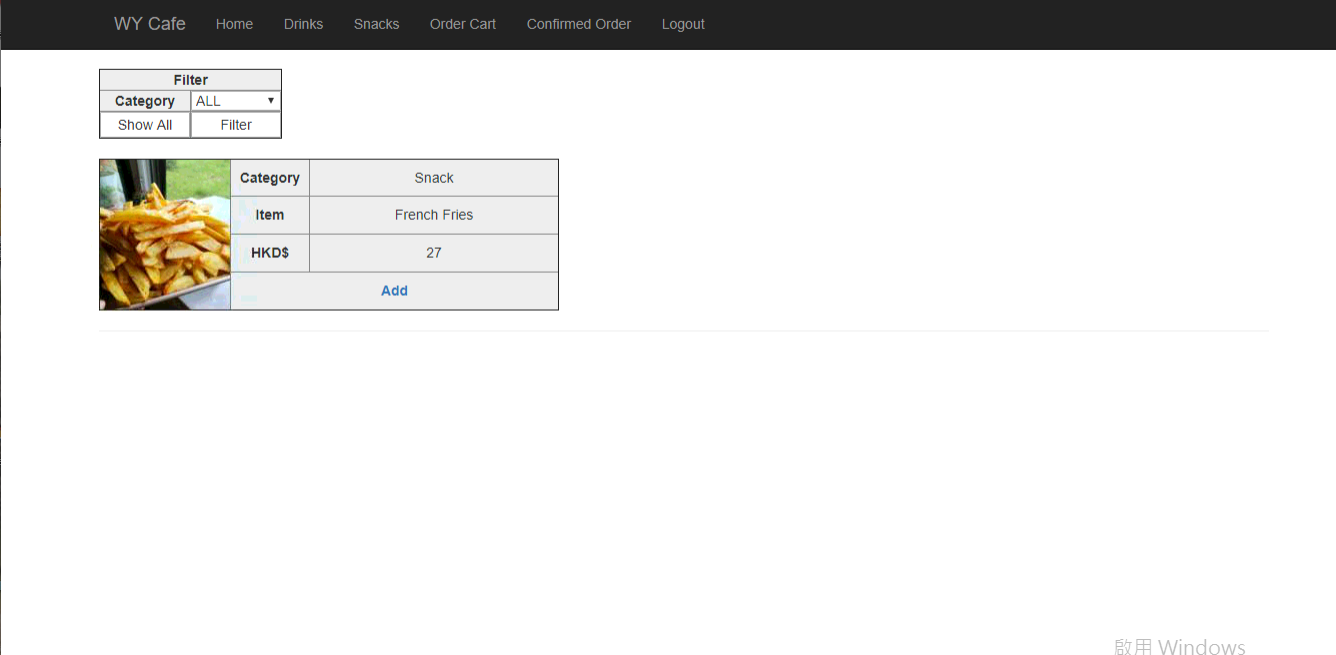 WY Cafe Home Drinks Snacks Order Cart Confirmed Order Logout
Filter
Category ALL
Show All Filter
Category Snack
Item French Fries
HKD$ 27
Add
啟用 Windows